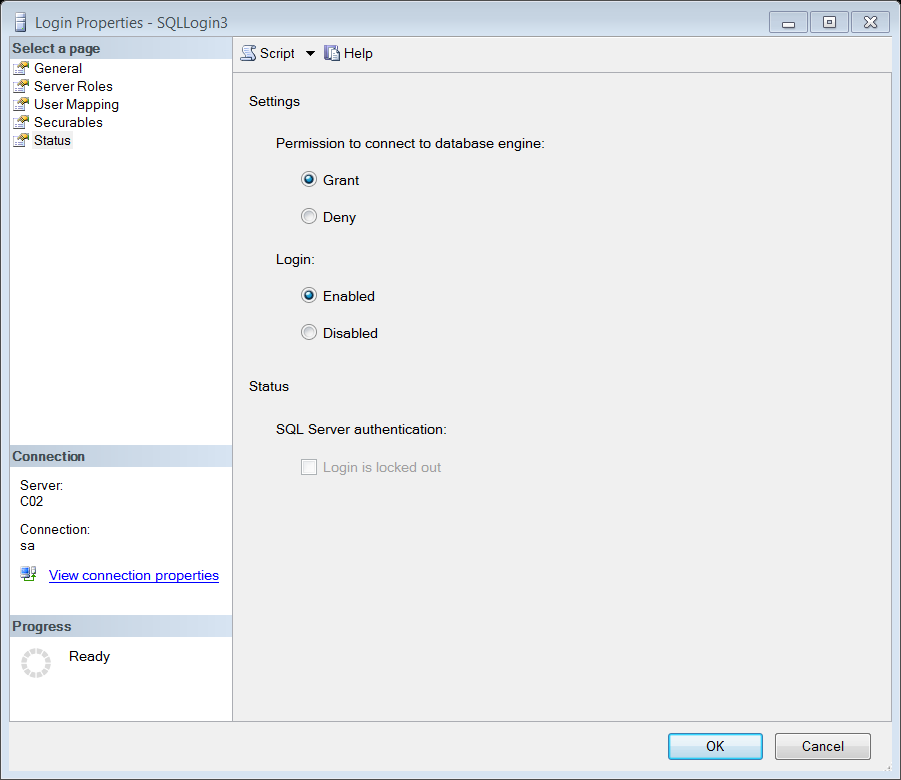 Login Properties - SQLLogin3
Select a page
General
Server Roles
User Mapping
Securables
Status
Connection
Server:
C02
Connection:
sa
View connection properties
Progress
Ready
Script
Help
Settings
Permission to connect to database engine:
Grant
Deny
Login:
Enabled
Disabled
Status
SQL Server authentication:
Login is locked out
OK
Cancel